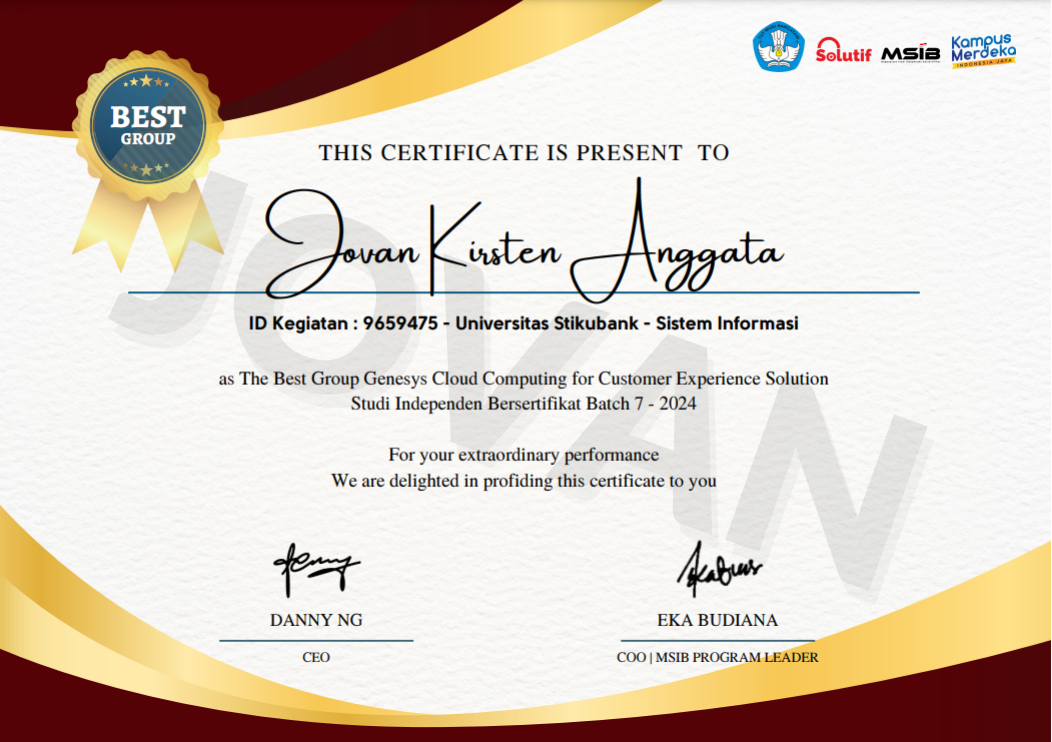 Solutif
MSIB
Kampus
Merdeka
INDONESIA JAYA
BEST
GROUP
THIS CERTIFICATE IS PRESENT TO
Jovan Kirsten Anggata
ID Kegiatan : 9659475 - Universitas Stikubank - Sistem Informasi
as The Best Group Genesys Cloud Computing for Customer Experience Solution
Studi Independen Bersertifikat Batch 7 - 2024
For your extraordinary performance
We are delighted in profiding this certificate to you
JOVAN
DANNY NG
EKA BUDIANA
CEO
COO | MSIB PROGRAM LEADER